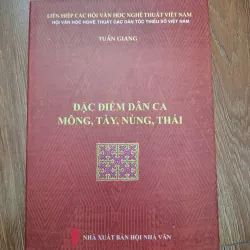 LIÊN HIỆP CÁC HỘI VĂN HỌC NGHỆ THUẬT VIỆT NAM
HỘI VĂN HỌC NGHỆ THUẬT CÁC DÂN TỘC THIỂU SỐ VIỆT NAM
TUẤN GIANG
ĐẶC ĐIỂM DÂN CA
MÔNG, TÀY, NÙNG, THÁI
NHÀ XUẤT BẢN HỘI NHÀ VĂN